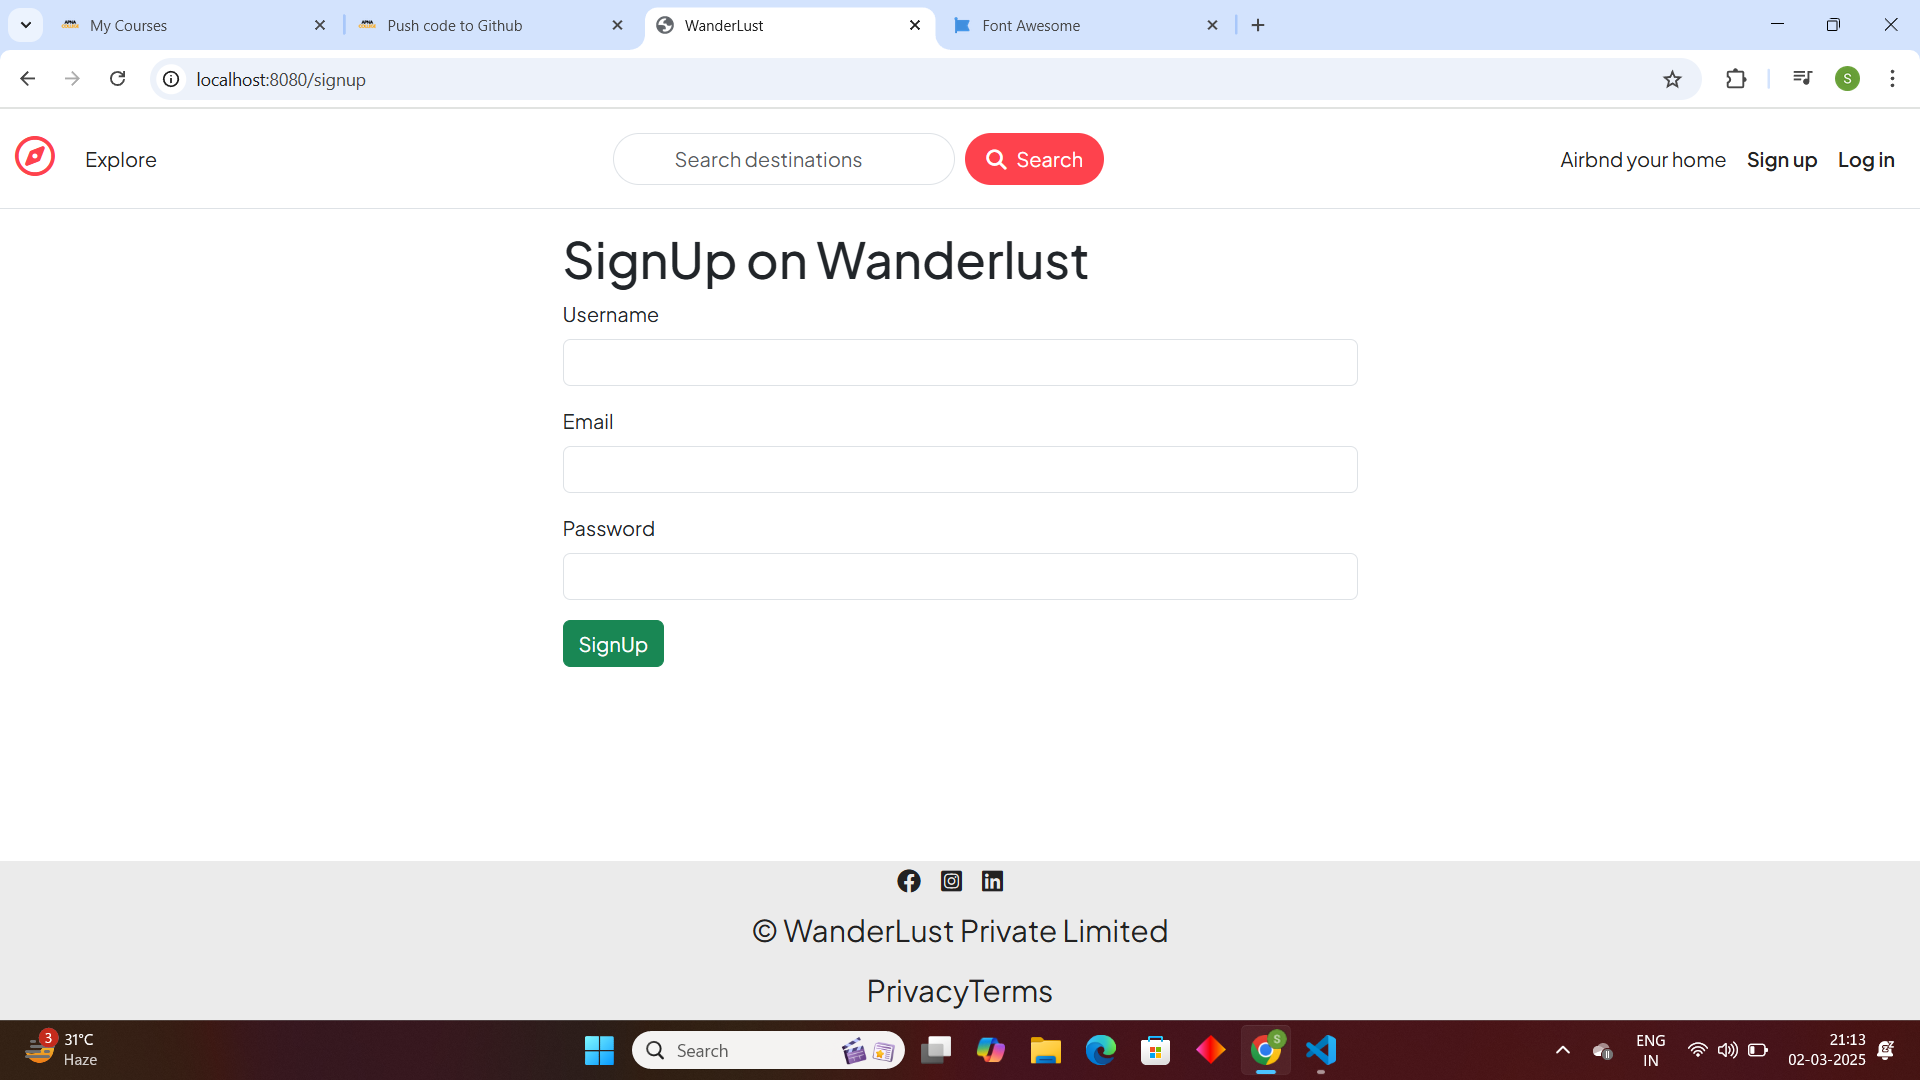 My Courses
Push code to Github
WanderLust
Font Awesome
localhost:8080/signup
S
Explore
Search destinations
Search
Airbnd your home
Sign up
Log in
SignUp on Wanderlust
Username
Email
Password
SignUp
© WanderLust Private Limited
PrivacyTerms
3
31°C
Haze
Search
S
ENG
IN
21:13
02-03-2025